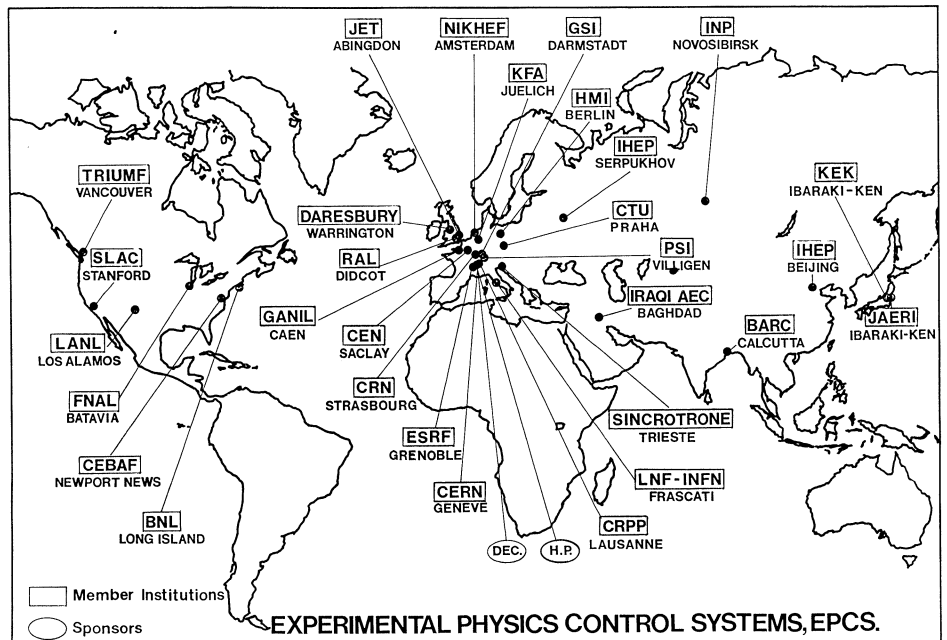 JET
ABINGDON
NIKHEF
AMSTERDAM
GSI
DARMSTADT
INP
NOVOSIBIRSK
KFA
JUELICH
HMI
BERLIN
IHEP
SERPUKHOV
TRIUMF
VANCOUVER
KEK
IBARAKI-KEN
DARESBURY
WARRINGTON
CTU
PRAHA
SLAC
STANFORD
RAL
DIDCOT
PSI
VILLIGEN
IHEP
BEIJING
IRAQI AEC
BAGHDAD
GANIL
CAEN
JAERI
IBARAKI-KEN
LANL
LOS ALAMOS
CEN
SACLAY
BARC
CALCUTTA
FNAL
BATAVIA
CRN
STRASBOURG
SINCROTRONE
TRIESTE
ESRF
GRENOBLE
CEBAF
NEWPORT NEWS
LNF-INFN
FRASCATI
CERN
GENEVE
BNL
LONG ISLAND
CRPP
LAUSANNE
DEC.
H.P.
Member Institutions
Sponsors
EXPERIMENTAL PHYSICS CONTROL SYSTEMS, EPCS.